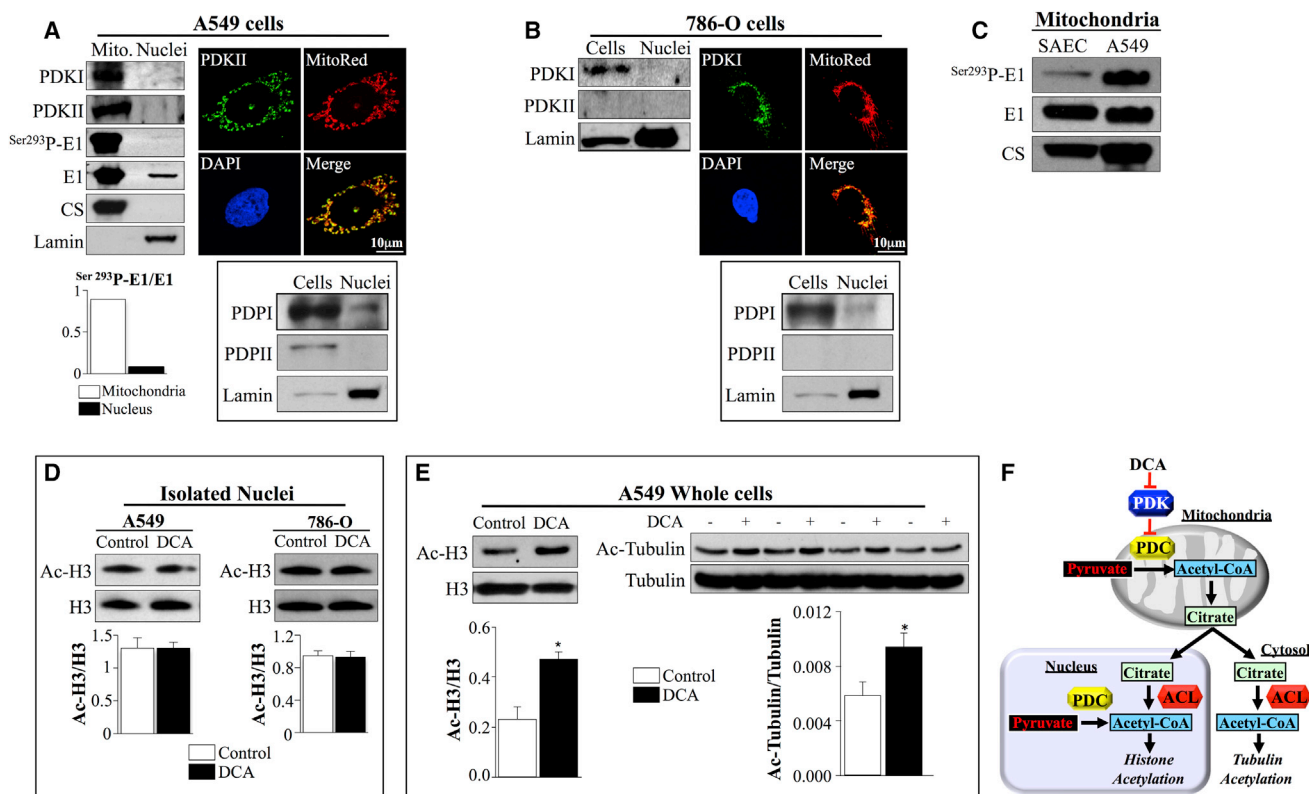 A
A549 cells
Mito. Nuclei
PDKI
PDKII
Ser293P-E1
E1
CS
Lamin
PDKII
MitoRed
DAPI
Merge
10μm
Ser 293P-E1/E1
1
0.5
0
Mitochondria
Nucleus
Cells Nuclei
PDPI
PDPII
Lamin
B
786-O cells
Cells Nuclei
PDKI
PDKII
Lamin
PDKI
MitoRed
DAPI
Merge
10μm
Cells Nuclei
PDPI
PDPII
Lamin
C
Mitochondria
SAEC A549
Ser293P-E1
E1
CS
D
Isolated Nuclei
A549
Control DCA
Ac-H3
H3
Ac-H3/H3
1.5
1
0.5
0
786-O
Control DCA
Ac-H3
H3
Ac-H3/H3
1.2
0.8
0.4
0
Control
DCA
E
A549 Whole cells
Control DCA
Ac-H3
H3
Ac-H3/H3
0.6
0.4
0.2
0.0
*
Control
DCA
DCA - + - + - + - +
Ac-Tubulin
Tubulin
Ac-Tubulin/Tubulin
0.012
0.008
0.004
0.000
*
F
DCA
PDK
Mitochondria
PDC
Pyruvate
Acetyl-CoA
Citrate
Nucleus
Cytosol
Citrate
Citrate
PDC
ACL
ACL
Pyruvate
Acetyl-CoA
Acetyl-CoA
Histone
Acetylation
Tubulin
Acetylation